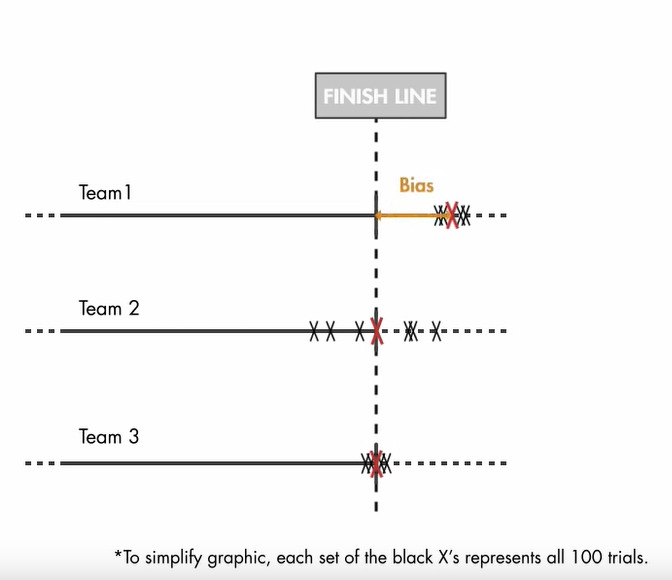 FINISH LINE
Bias
Team1
Team 2
Team 3
*To simplify graphic, each set of the black X's represents all 100 trials.